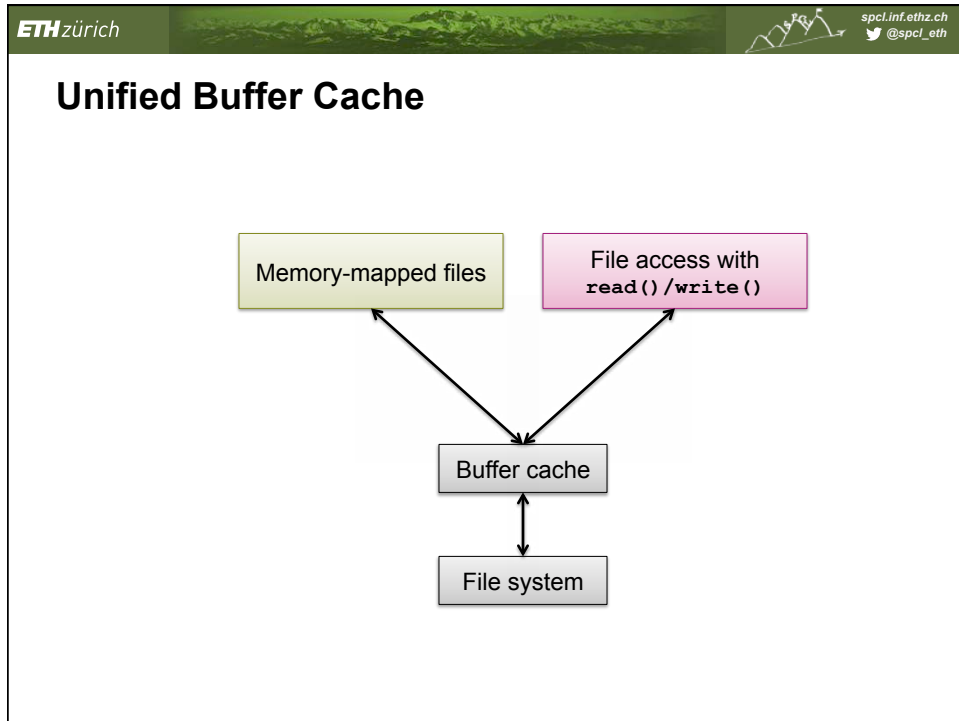 ETH zürich
spcl.inf.ethz.ch
@spcl_eth
Unified Buffer Cache
Memory-mapped files
File access with
read()/write()
Buffer cache
File system